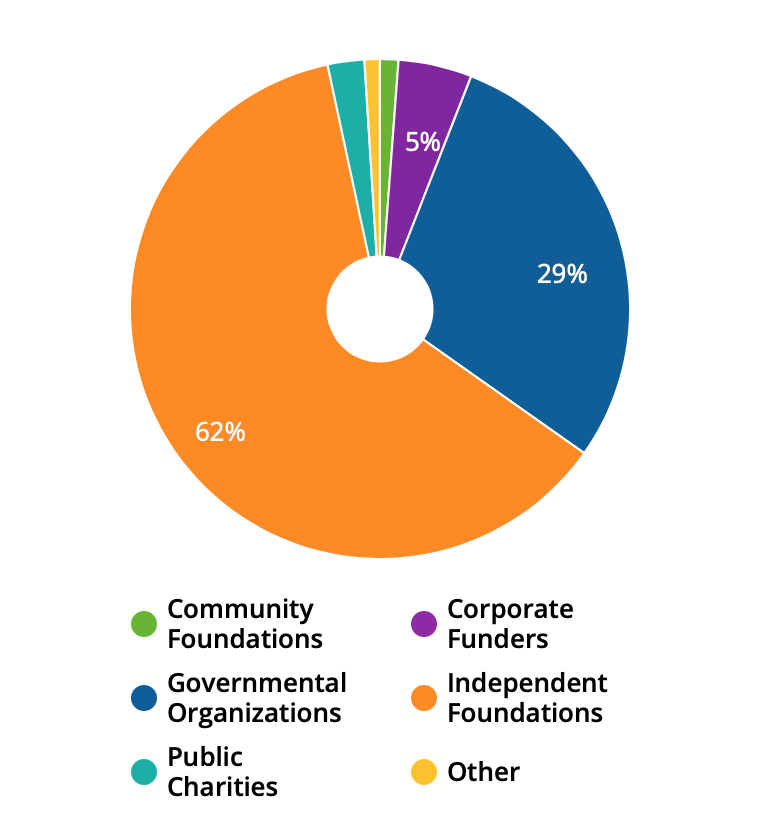 5%
29%
62%
Community
Foundations
Corporate
Funders
Governmental
Organizations
Independent
Foundations
Public
Charities
Other